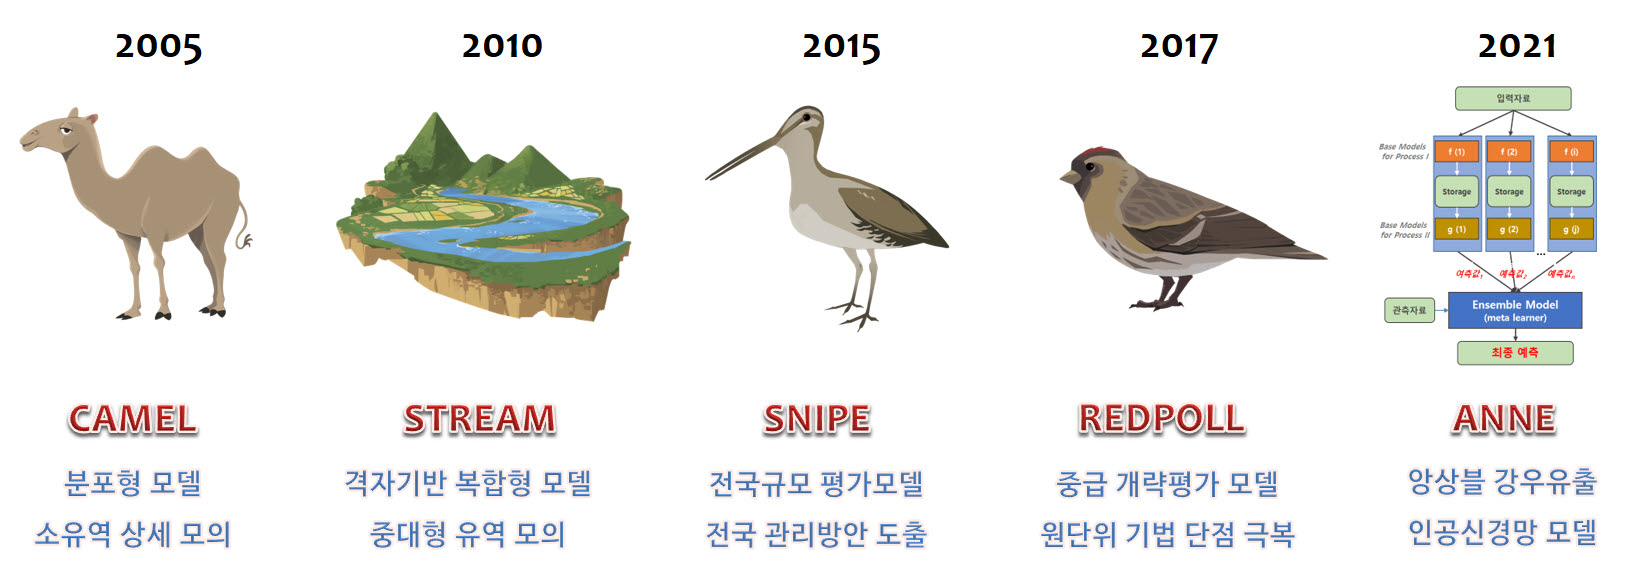 2005
2010
2015
2017
2021
입력자료
Base Models
for Process I
f (1)
f (2)
f (i)
Storage
Storage
Storage
Base Models
for Process II
g (1)
g (2)
g (j)
...
예측값1
예측값2
예측값n
관측자료
Ensemble Model
(meta learner)
최종 예측
CAMEL
STREAM
SNIPE
REDPOLL
ANNE
분포형 모델
격자기반 복합형 모델
전국규모 평가모델
중급 개략평가 모델
앙상블 강우유출
소유역 상세 모의
중대형 유역 모의
전국 관리방안 도출
원단위 기법 단점 극복
인공신경망 모델